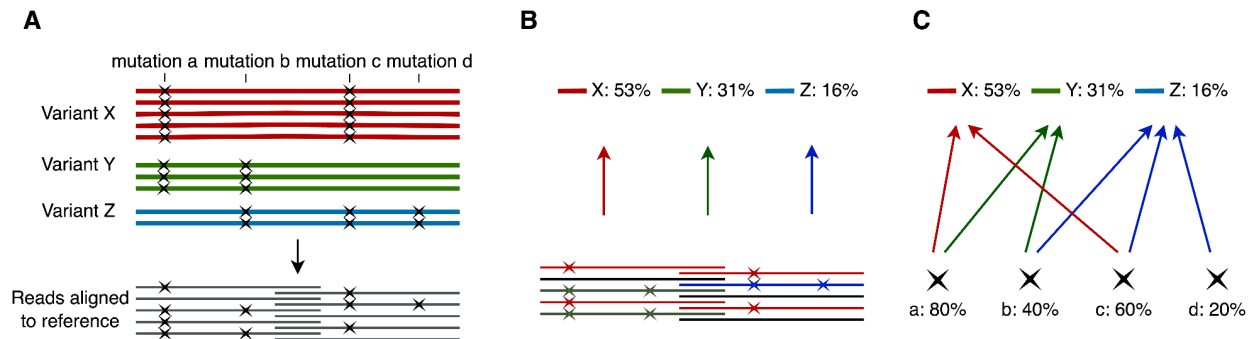 A
B
C
mutation a mutation b mutation c mutation d
Variant X
Variant Y
Variant Z
Reads aligned
to reference
X: 53% Y: 31% Z: 16%
X: 53% Y: 31% Z: 16%
a: 80% b: 40% c: 60% d: 20%